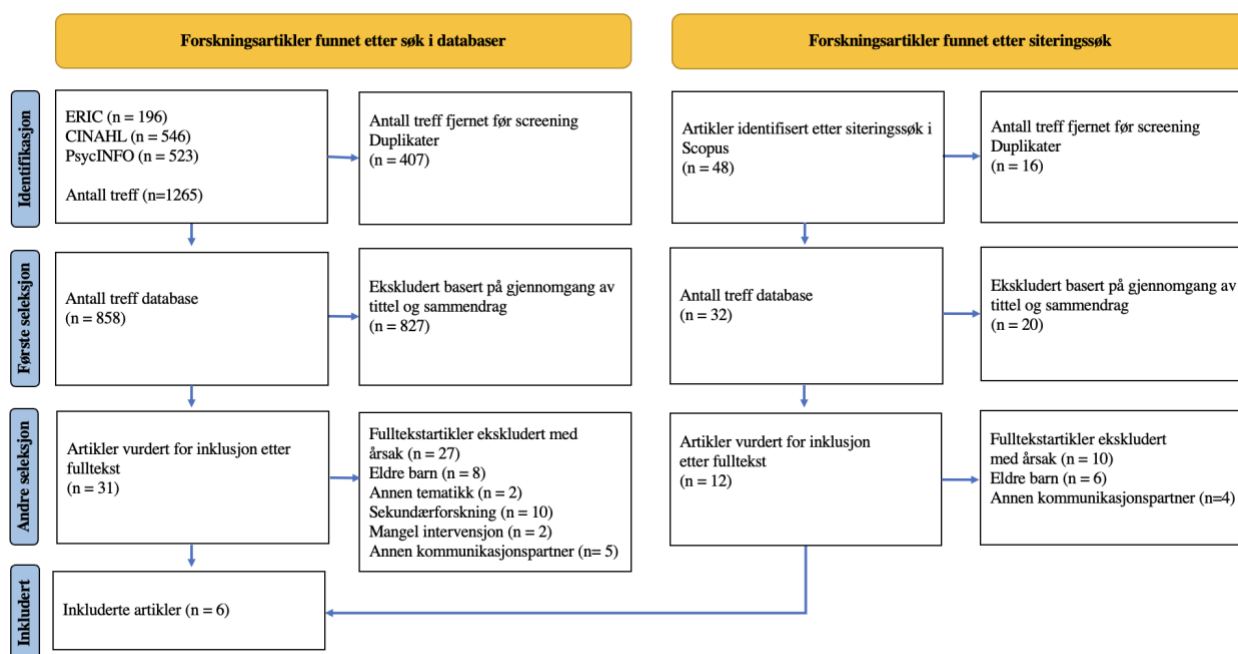 Forskningsartikler funnet etter søk i databaser
Forskningsartikler funnet etter siteringssøk
Identifikasjon
ERIC (n = 196)
CINAHL (n = 546)
PsycINFO (n = 523)
Antall treff (n=1265)
Antall treff fjernet før screening
Duplikater
(n = 407)
Artikler identifisert etter siteringssøk i
Scopus
(n = 48)
Antall treff fjernet før screening
Duplikater
(n = 16)
Første seleksjon
Antall treff database
(n = 858)
Ekskludert basert på gjennomgang av
tittel og sammendrag
(n = 827)
Antall treff database
(n = 32)
Ekskludert basert på gjennomgang av
tittel og sammendrag
(n = 20)
Andre seleksjon
Artikler vurdert for inklusjon etter
fulltekst
(n = 31)
Fulltekstartikler ekskludert med
årsak (n = 27)
Eldre barn (n = 8)
Annen tematikk (n = 2)
Sekundærforskning (n = 10)
Mangel intervensjon (n = 2)
Annen kommunikasjonspartner (n= 5)
Artikler vurdert for inklusjon
etter fulltekst
(n = 12)
Fulltekstartikler ekskludert
med årsak (n = 10)
Eldre barn (n = 6)
Annen kommunikasjonspartner (n=4)
Inkludert
Inkluderte artikler (n = 6)